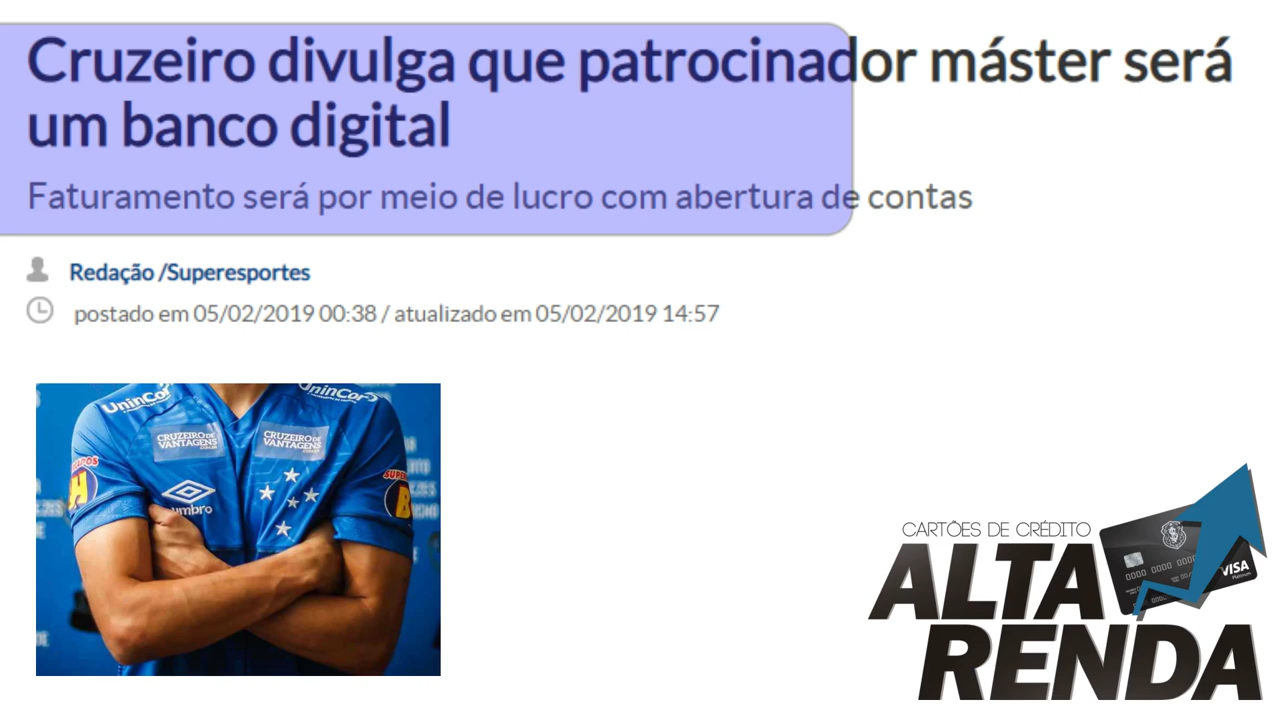 Cruzeiro divulga que patrocinador máster será
um banco digital
Faturamento será por meio de lucro com abertura de contas
Redação /Superesportes
postado em 05/02/2019 00:38 / atualizado em 05/02/2019 14:57
UninCor
UninCor
CRUZEIRO DE
VANTAGENS
CRUZEIRO DE
VANTAGENS
umbro
CARTÕES DE CRÉDITO
ALTA
RENDA
VISA
Platinum